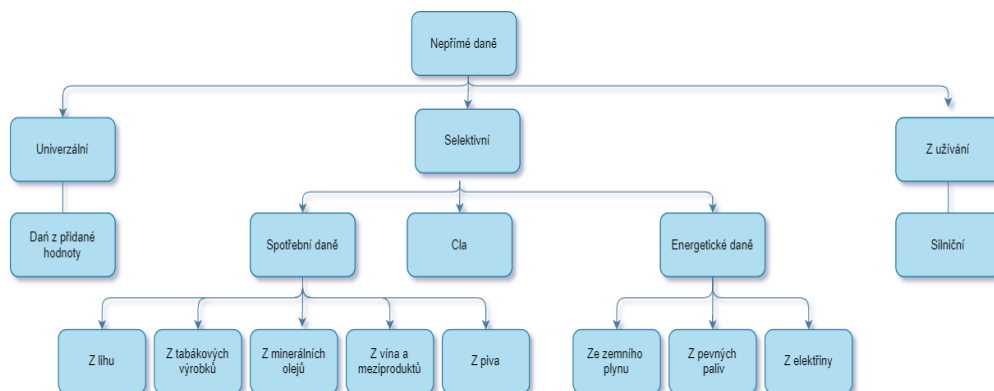 Nepřímé daně
Univerzální
Selektivní
Z užívání
Daň z přidané
hodnoty
Spotřební daně
Cla
Energetické daně
Silniční
Z lihu
Z tabákových
výrobků
Z minerálních
olejů
Z vína a
meziproduktů
Z piva
Ze zemního
plynu
Z pevných
paliv
Z elektřiny